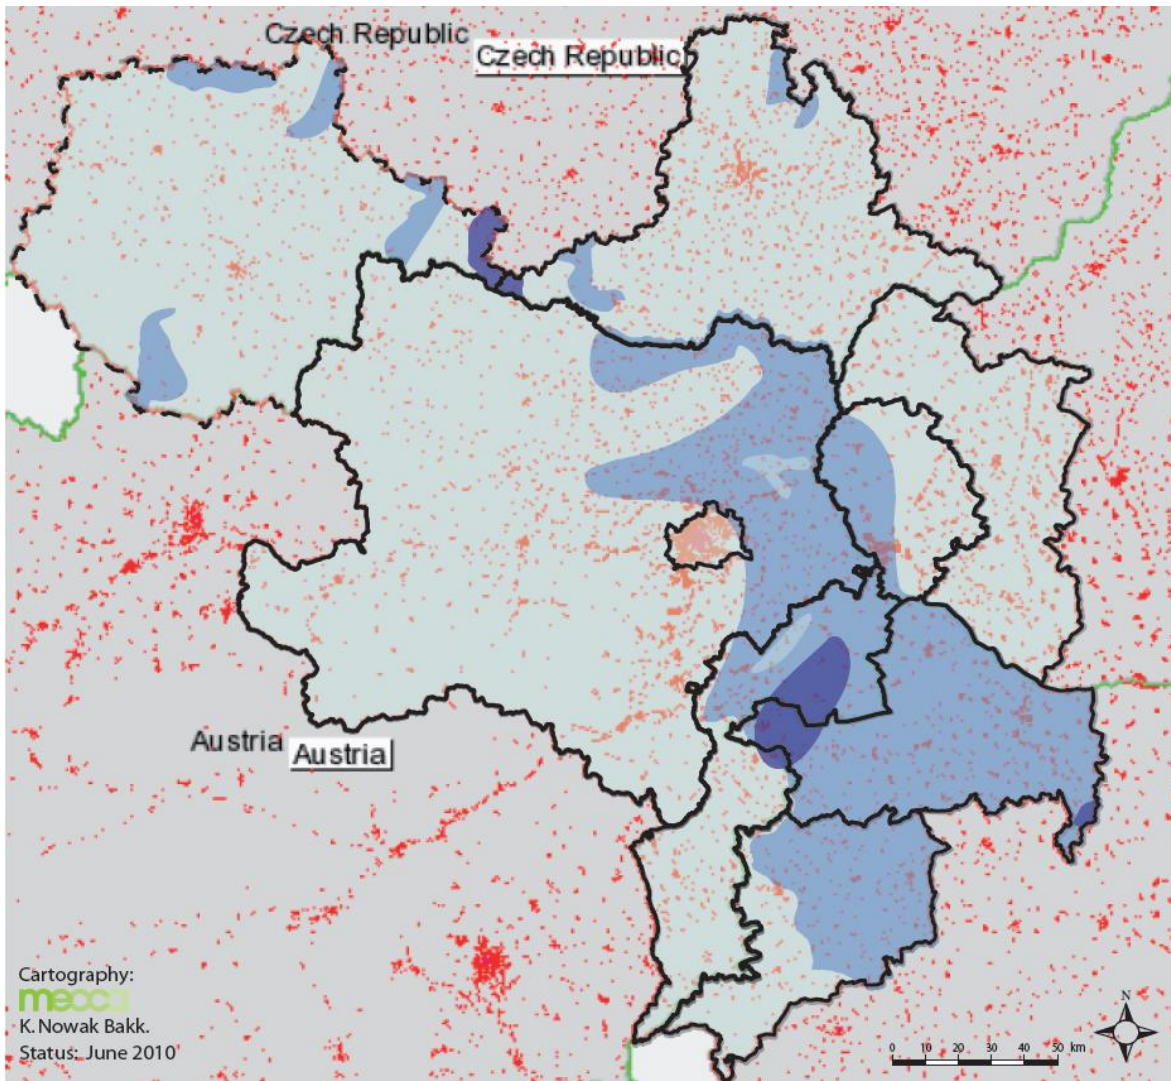 Czech Republic
Czech Republic
Austria
Austria
Cartography:
mecca
K. Nowak Bakk.
Status: June 2010
N
0 10 20 30 40 50 km